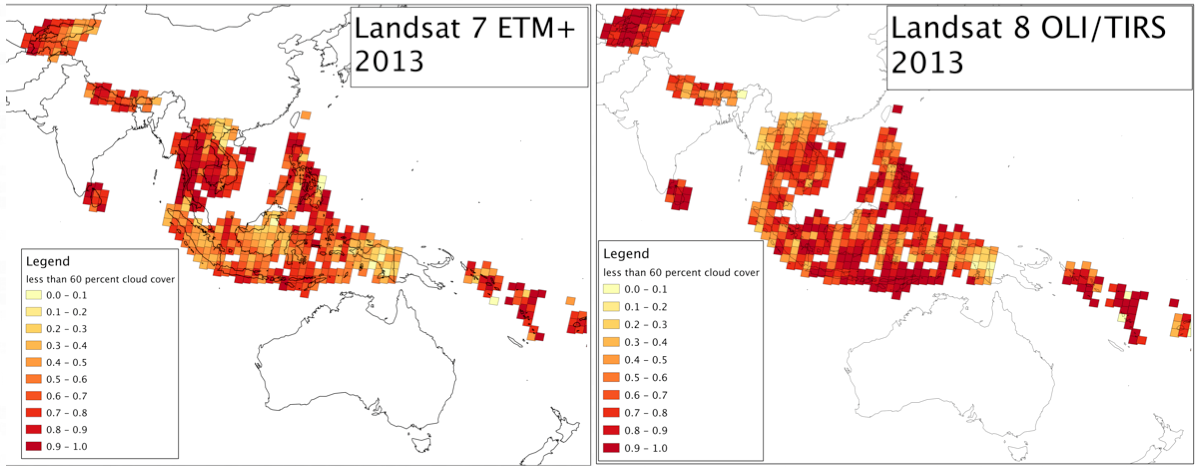 Landsat 7 ETM+
2013
Legend
less than 60 percent cloud cover
0.0 – 0.1
0.1 – 0.2
0.2 – 0.3
0.3 – 0.4
0.4 – 0.5
0.5 – 0.6
0.6 – 0.7
0.7 – 0.8
0.8 – 0.9
0.9 – 1.0
Landsat 8 OLI/TIRS
2013
Legend
less than 60 percent cloud cover
0.0 – 0.1
0.1 – 0.2
0.2 – 0.3
0.3 – 0.4
0.4 – 0.5
0.5 – 0.6
0.6 – 0.7
0.7 – 0.8
0.8 – 0.9
0.9 – 1.0